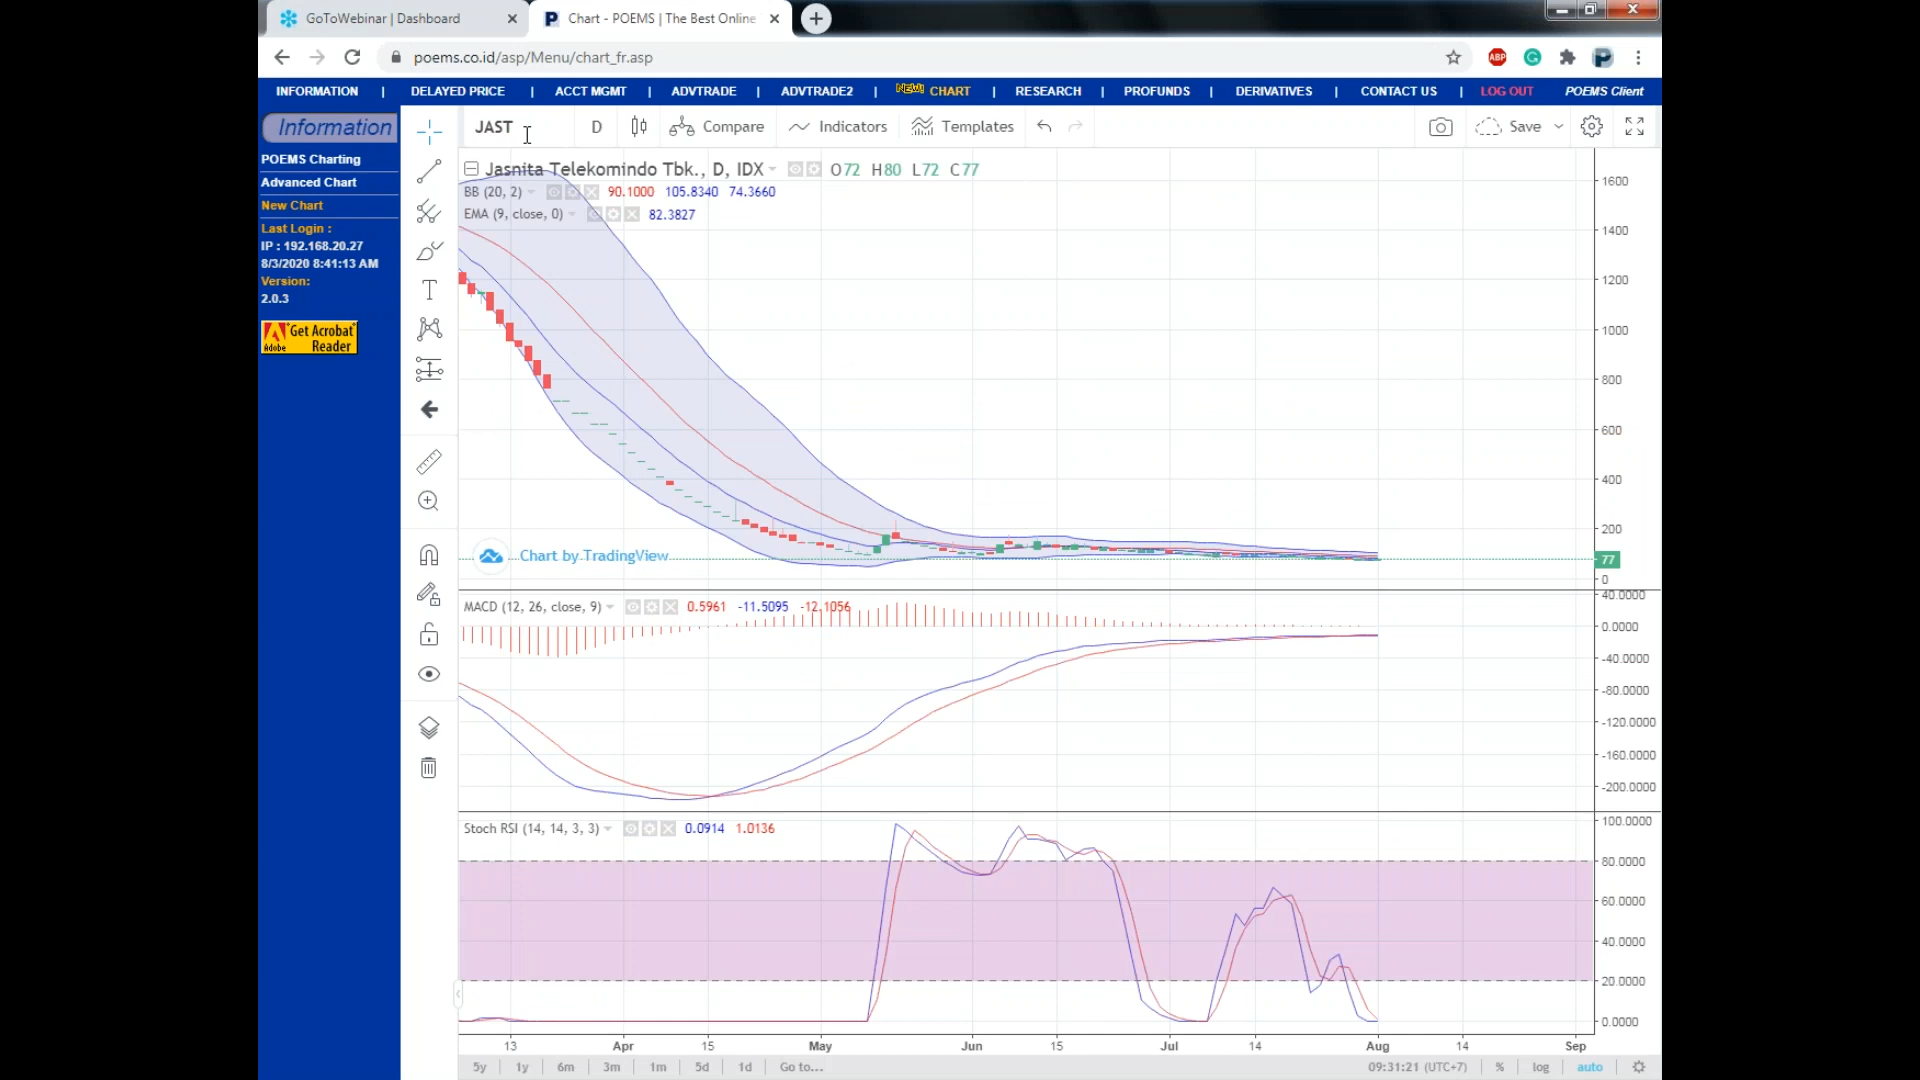 GoToWebinar | Dashboard
Chart - POEMS | The Best Online
poems.co.id/asp/Menu/chart_fr.asp
ABP
INFORMATION | DELAYED PRICE | ACCT MGMT | ADVTRADE | ADVTRADE2 | NEW! CHART | RESEARCH | PROFUNDS | DERIVATIVES | CONTACT US | LOG OUT POEMS Client
Information
POEMS Charting
Advanced Chart
New Chart
Last Login :
IP : 192.168.20.27
8/3/2020 8:41:13 AM
Version:
2.0.3
Get Acrobat
Adobe Reader
JAST D Compare Indicators Templates Save
Jasnita Telekomindo Tbk., D, IDX O72 H80 L72 C77
BB (20, 2) 90.1000 105.8340 74.3660
EMA (9, close, 0) 82.3827
1600
1400
1200
1000
800
600
400
200
77
0
Chart by TradingView
MACD (12, 26, close, 9) 0.5961 -11.5095 -12.1056
40.0000
0.0000
-40.0000
-80.0000
-120.0000
-160.0000
-200.0000
Stoch RSI (14, 14, 3, 3) 0.0914 1.0136
100.0000
80.0000
60.0000
40.0000
20.0000
0.0000
13 Apr 15 May Jun 15 Jul 14 Aug 14 Sep
5y 1y 6m 3m 1m 5d 1d Go to... 09:31:21 (UTC+7) % log auto